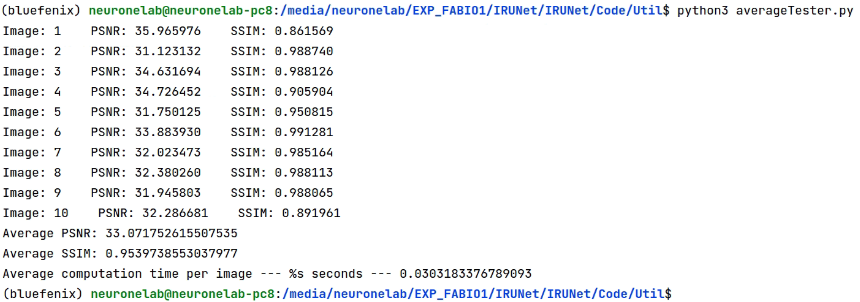 (bluefenix) neuronelab@neuronelab-pc8:/media/neuronelab/EXP_FABIO1/IRUNet/IRUNet/Code/Util$ python3 averageTester.py
Image: 1    PSNR: 35.965976    SSIM: 0.861569
Image: 2    PSNR: 31.123132    SSIM: 0.988740
Image: 3    PSNR: 34.631694    SSIM: 0.988126
Image: 4    PSNR: 34.726452    SSIM: 0.905904
Image: 5    PSNR: 31.750125    SSIM: 0.950815
Image: 6    PSNR: 33.883930    SSIM: 0.991281
Image: 7    PSNR: 32.023473    SSIM: 0.985164
Image: 8    PSNR: 32.380260    SSIM: 0.988113
Image: 9    PSNR: 31.945803    SSIM: 0.988065
Image: 10    PSNR: 32.286681    SSIM: 0.891961
Average PSNR: 33.071752615507535
Average SSIM: 0.9539738553037977
Average computation time per image --- %s seconds --- 0.0303183376789093
(bluefenix) neuronelab@neuronelab-pc8:/media/neuronelab/EXP_FABIO1/IRUNet/IRUNet/Code/Util$